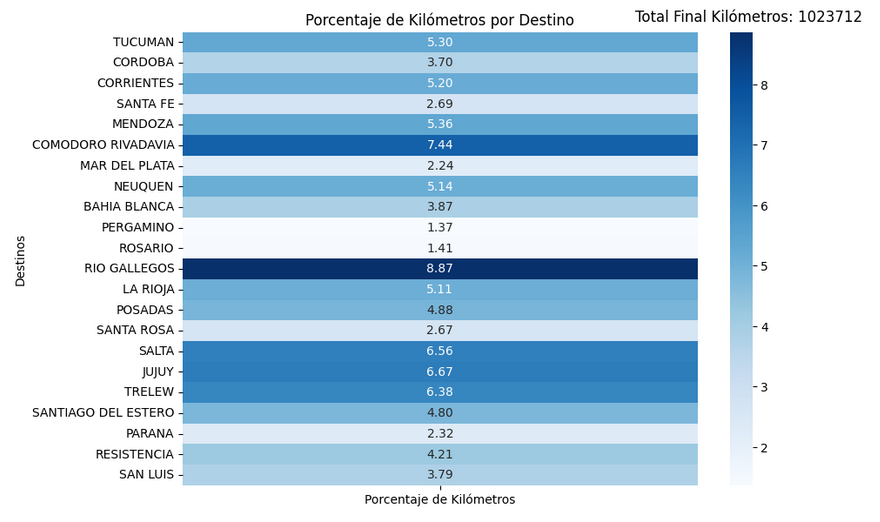 Porcentaje de Kilómetros por Destino
Total Final Kilómetros: 1023712
Destinos
TUCUMAN 5.30
CORDOBA 3.70
CORRIENTES 5.20
SANTA FE 2.69
MENDOZA 5.36
COMODORO RIVADAVIA 7.44
MAR DEL PLATA 2.24
NEUQUEN 5.14
BAHIA BLANCA 3.87
PERGAMINO 1.37
ROSARIO 1.41
RIO GALLEGOS 8.87
LA RIOJA 5.11
POSADAS 4.88
SANTA ROSA 2.67
SALTA 6.56
JUJUY 6.67
TRELEW 6.38
SANTIAGO DEL ESTERO 4.80
PARANA 2.32
RESISTENCIA 4.21
SAN LUIS 3.79
Porcentaje de Kilómetros
8
7
6
5
4
3
2